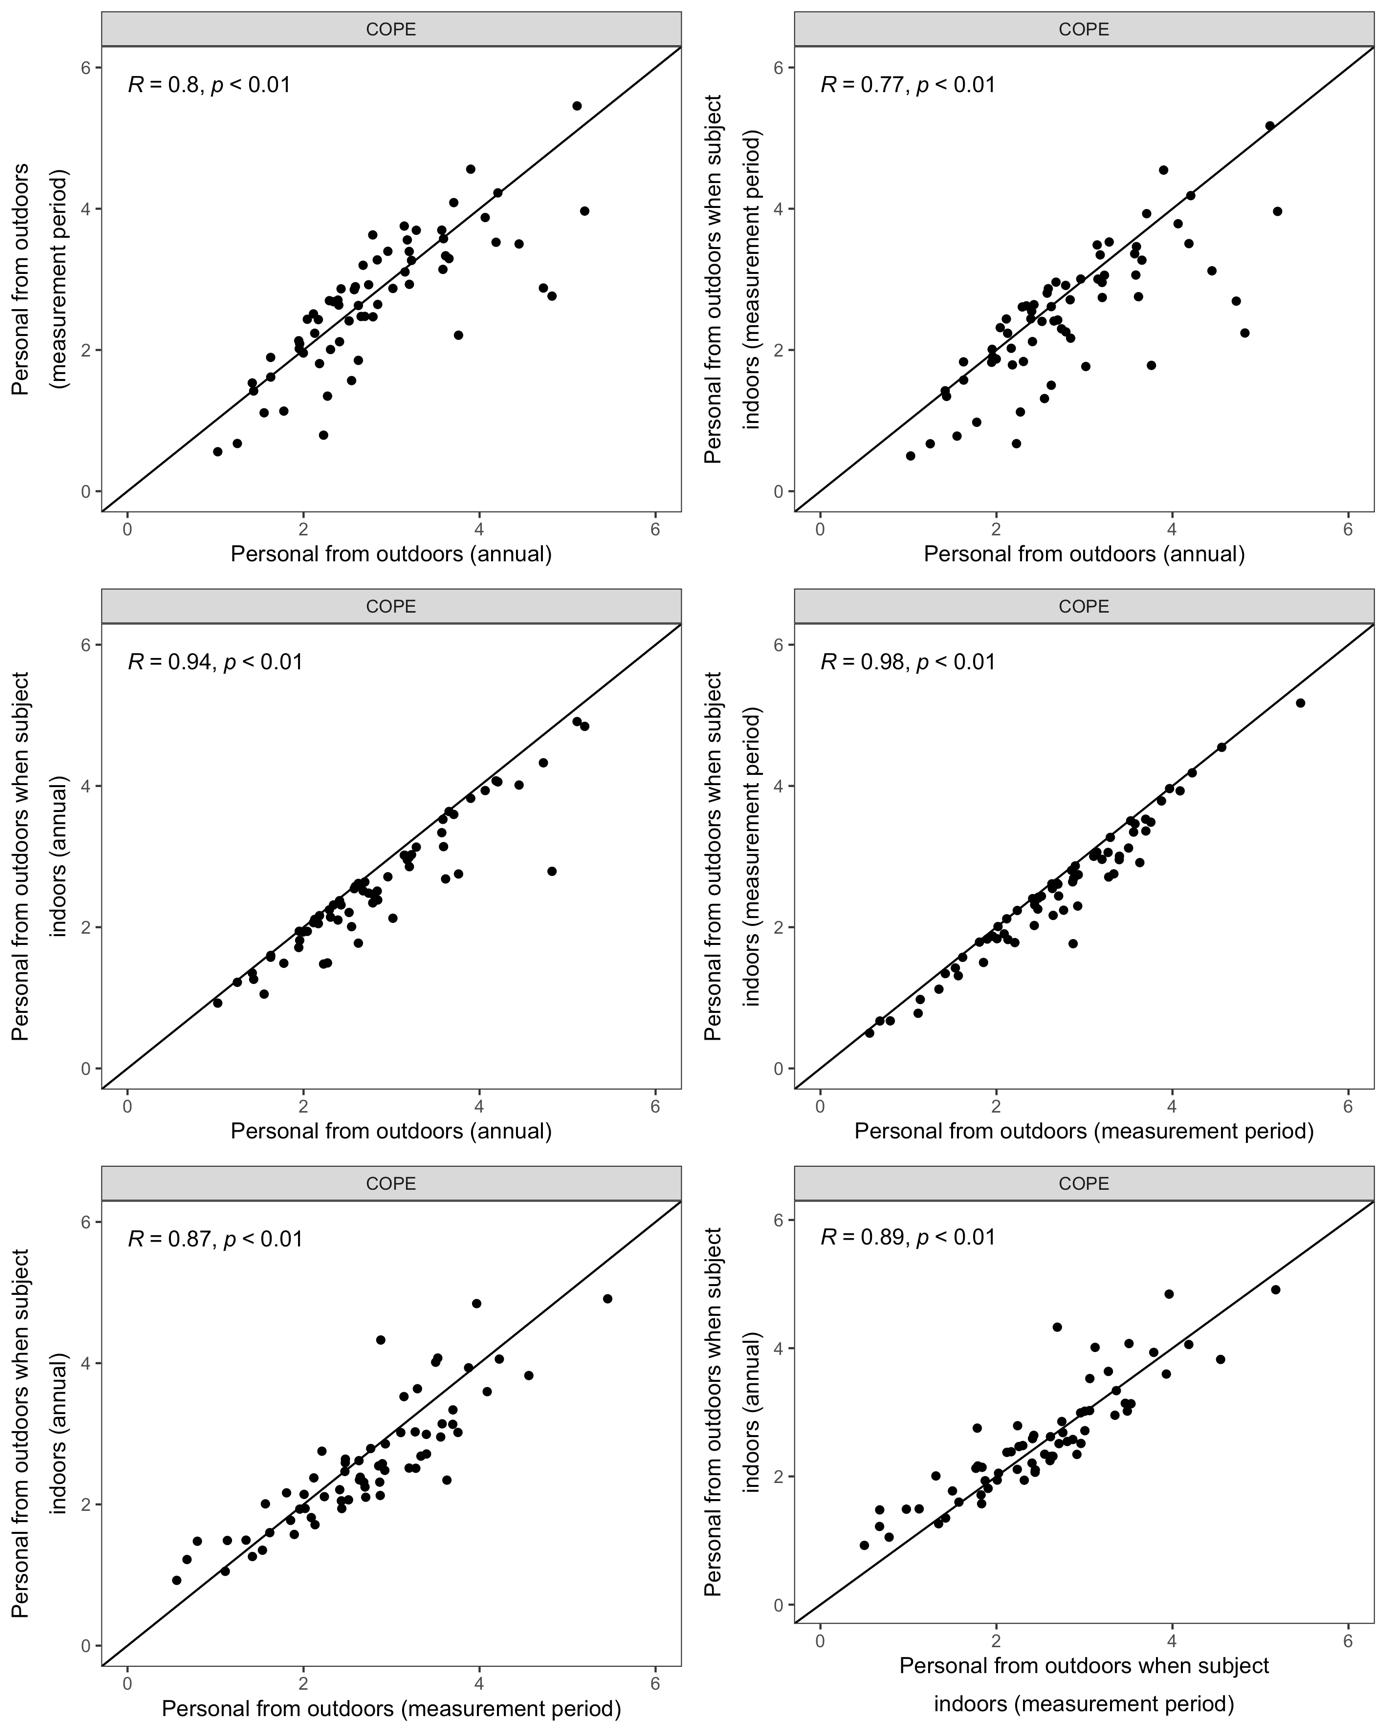 COPE
R = 0.8, p < 0.01
Personal from outdoors
(measurement period)
6
4
2
0
0 2 4 6
Personal from outdoors (annual)
COPE
R = 0.77, p < 0.01
Personal from outdoors when subject
indoors (measurement period)
6
4
2
0
0 2 4 6
Personal from outdoors (annual)
COPE
R = 0.94, p < 0.01
Personal from outdoors when subject
indoors (annual)
6
4
2
0
0 2 4 6
Personal from outdoors (annual)
COPE
R = 0.98, p < 0.01
Personal from outdoors when subject
indoors (measurement period)
6
4
2
0
0 2 4 6
Personal from outdoors (measurement period)
COPE
R = 0.87, p < 0.01
Personal from outdoors when subject
indoors (annual)
6
4
2
0
0 2 4 6
Personal from outdoors (measurement period)
COPE
R = 0.89, p < 0.01
Personal from outdoors when subject
indoors (annual)
6
4
2
0
0 2 4 6
Personal from outdoors when subject
indoors (measurement period)